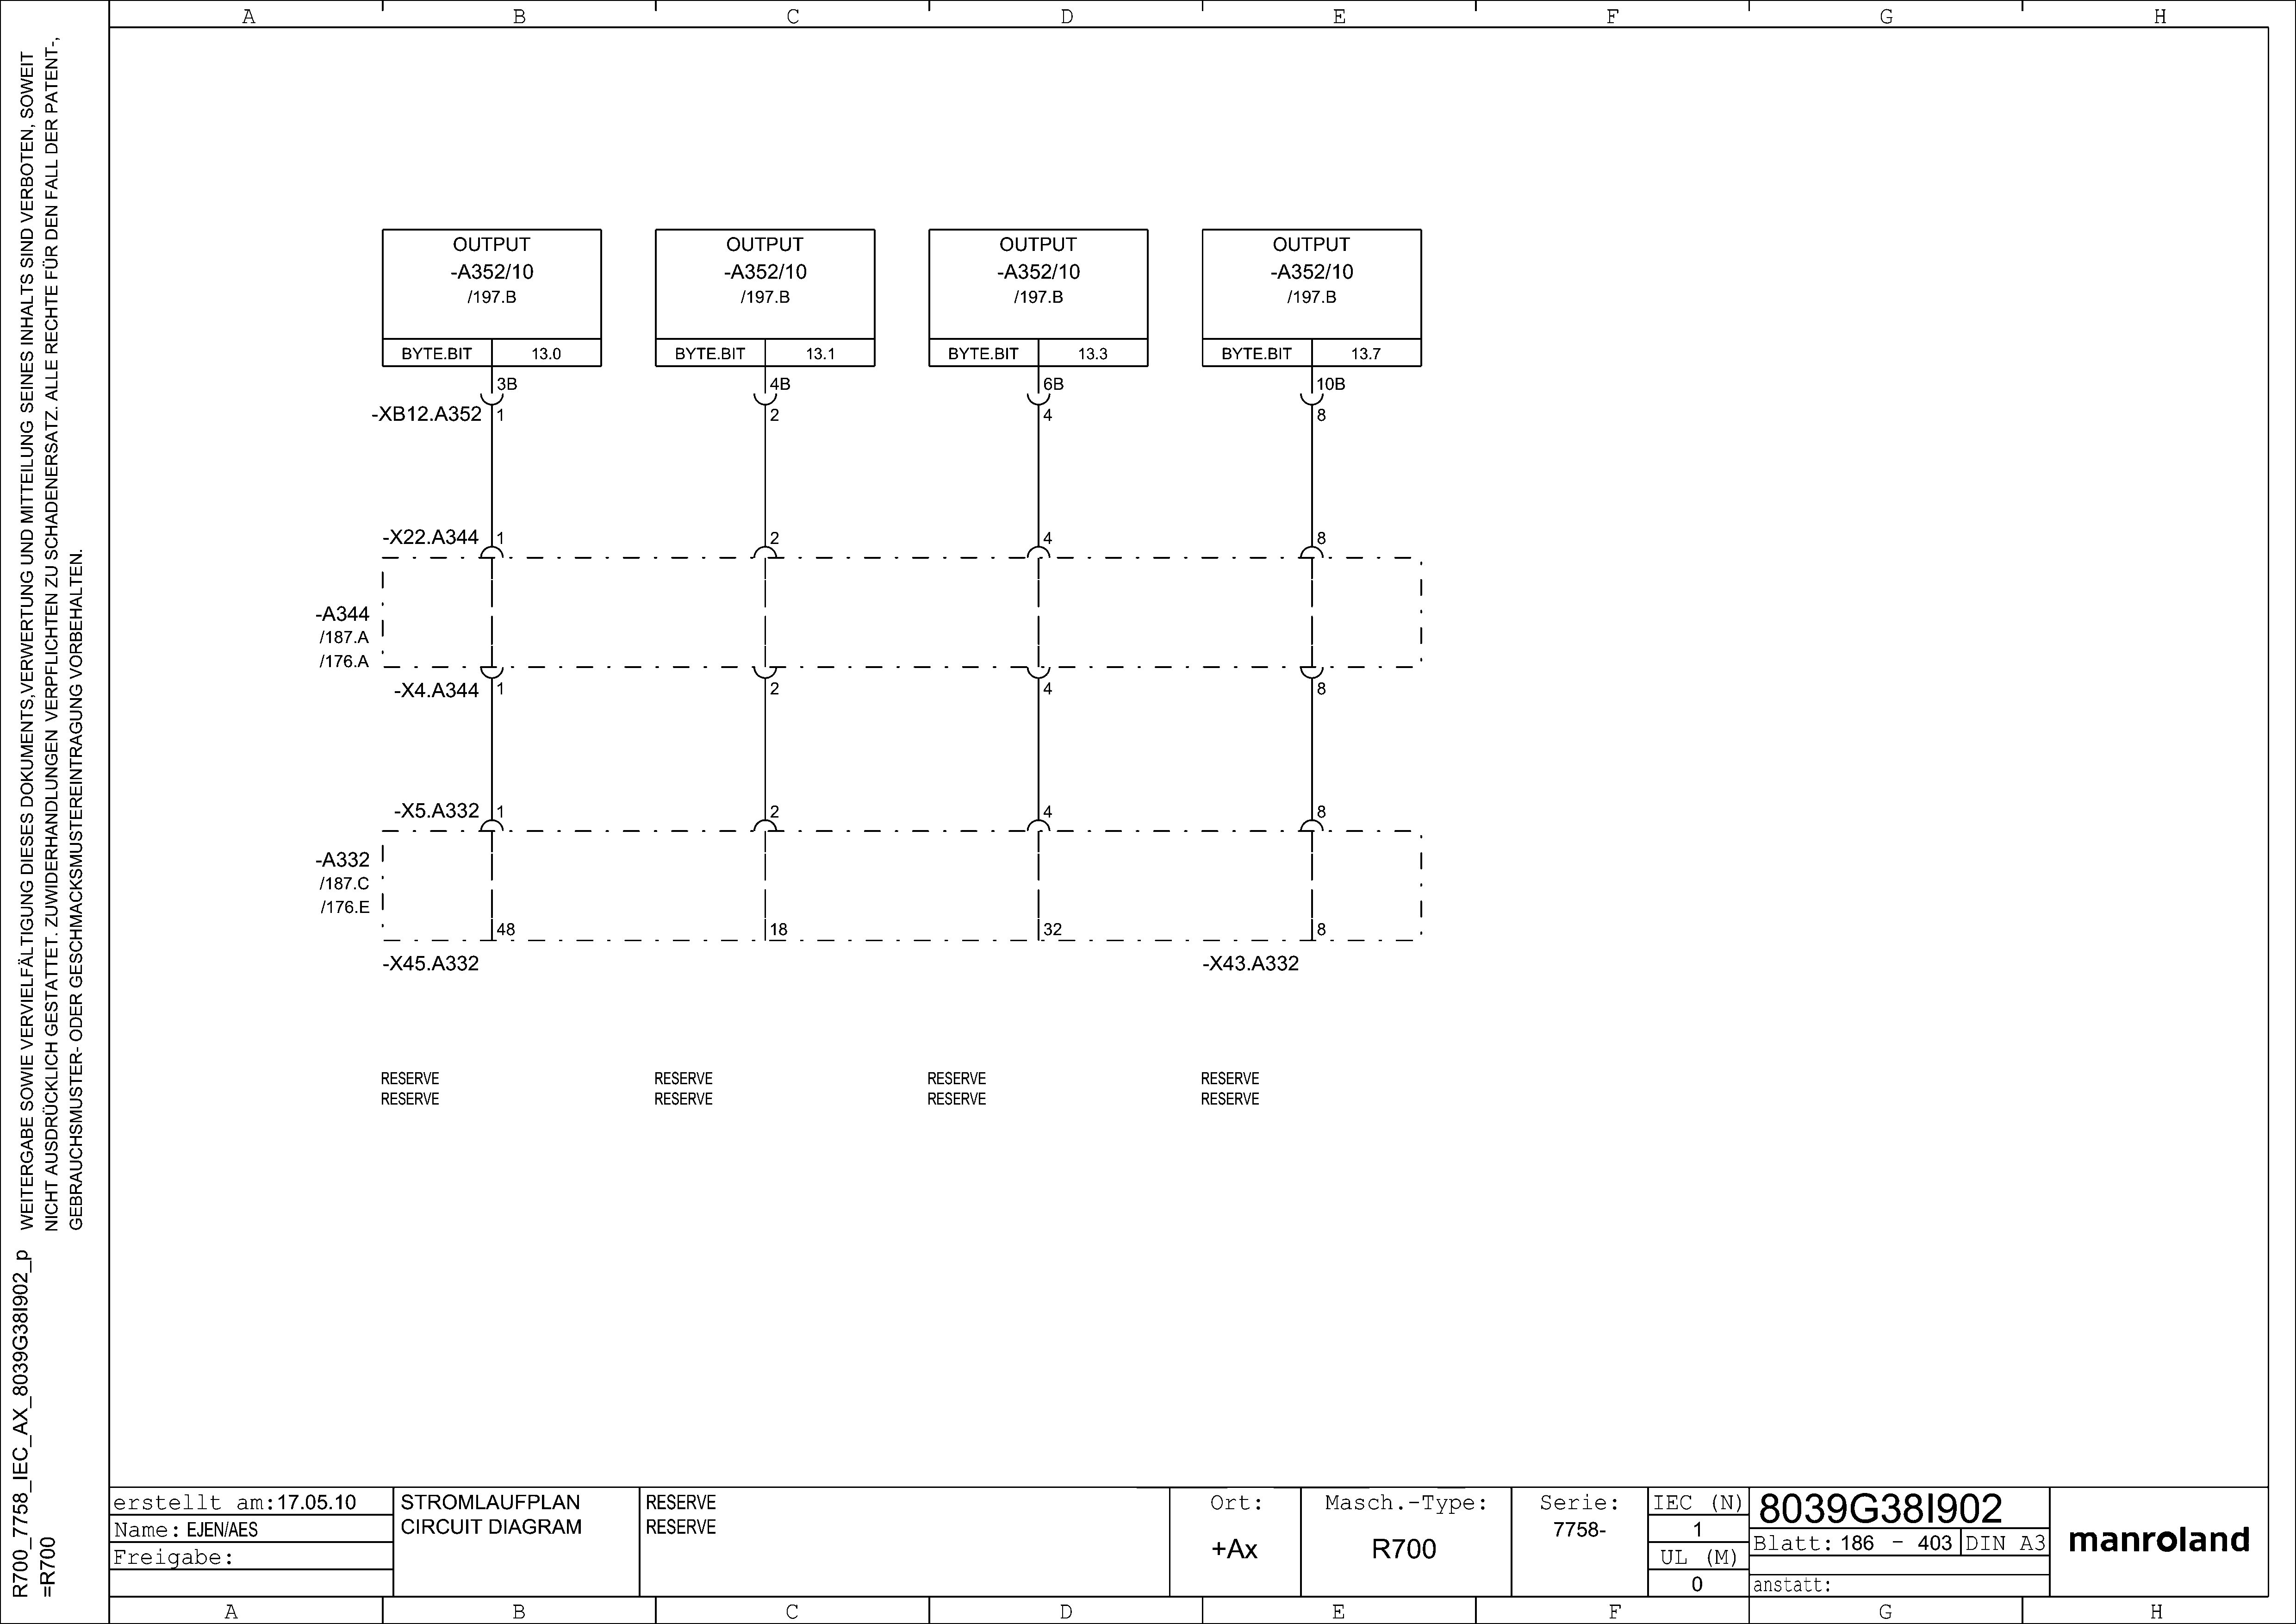 A B C D E F G H
WEITERGABE SOWIE VERVIELFÄLTIGUNG DIESES DOKUMENTS,VERWERTUNG UND MITTEILUNG SEINES INHALTS SIND VERBOTEN, SOWEIT
NICHT AUSDRÜCKLICH GESTATTET. ZUWIDERHANDLUNGEN VERPFLICHTEN ZU SCHADENERSATZ. ALLE RECHTE FÜR DEN FALL DER PATENT-,
GEBRAUCHSMUSTER- ODER GESCHMACKSMUSTEREINTRAGUNG VORBEHALTEN.
R700_7758_IEC_AX_8039G38I902_p
=R700
OUTPUT OUTPUT OUTPUT OUTPUT
-A352/10 -A352/10 -A352/10 -A352/10
/197.B /197.B /197.B /197.B
BYTE.BIT 13.0 BYTE.BIT 13.1 BYTE.BIT 13.3 BYTE.BIT 13.7
3B 4B 6B 10B
-XB12.A352 1 2 4 8
-X22.A344 1 2 4 8
-A344
/187.A
/176.A
-X4.A344 1 2 4 8
-X5.A332 1 2 4 8
-A332
/187.C
/176.E
48 18 32 8
-X45.A332 -X43.A332
RESERVE RESERVE RESERVE RESERVE
RESERVE RESERVE RESERVE RESERVE
erstellt am:17.05.10
Name: EJEN/AES
Freigabe:
STROMLAUFPLAN
CIRCUIT DIAGRAM
RESERVE
RESERVE
Ort:
+Ax
Masch.-Type:
R700
Serie:
7758-
IEC (N)
1
UL (M)
0
8039G38I902
Blatt: 186 - 403 DIN A3
anstatt:
manroland
A B C D E F G H